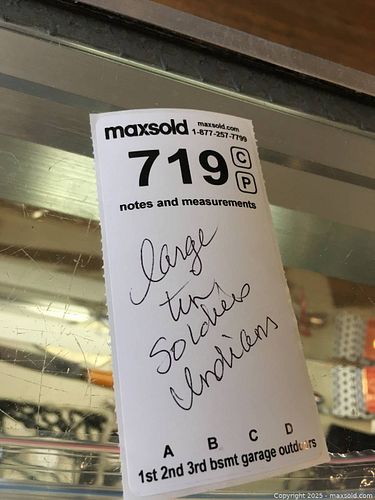 maxsold maxsold.com
1-877-257-7799
719 C
P
notes and measurements
large
tin
Soldiers
Indians
A B C D
1st 2nd 3rd bsmt garage outdoors
Copyright 2025 - maxsold.com